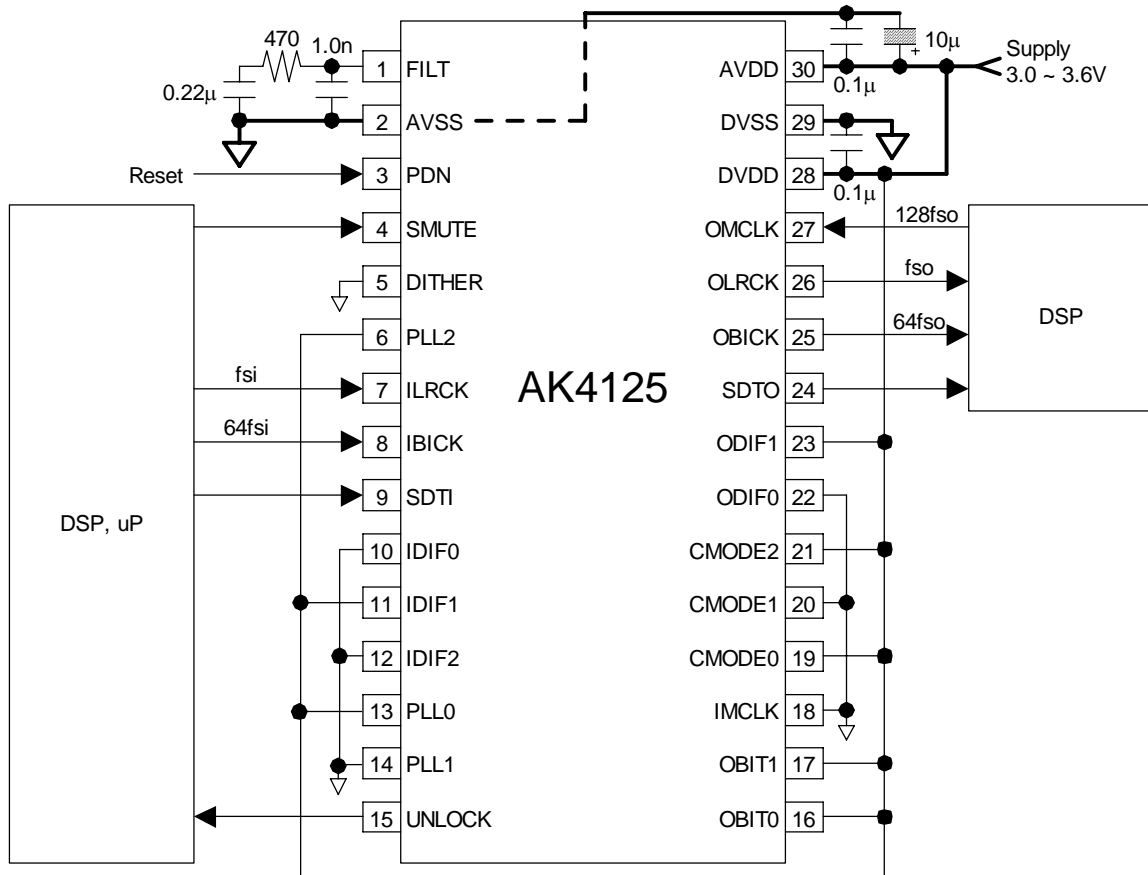 470
1.0n
0.22µ
10µ
+
Supply
3.0 ~ 3.6V
0.1µ
0.1µ
1 FILT
2 AVSS
Reset
3 PDN
4 SMUTE
5 DITHER
6 PLL2
fsi
7 ILRCK
64fsi
8 IBICK
9 SDTI
DSP, uP
10 IDIF0
11 IDIF1
12 IDIF2
13 PLL0
14 PLL1
15 UNLOCK
AK4125
AVDD 30
DVSS 29
DVDD 28
OMCLK 27
128fso
OLRCK 26
fso
OBICK 25
64fso
SDTO 24
DSP
ODIF1 23
ODIF0 22
CMODE2 21
CMODE1 20
CMODE0 19
IMCLK 18
OBIT1 17
OBIT0 16